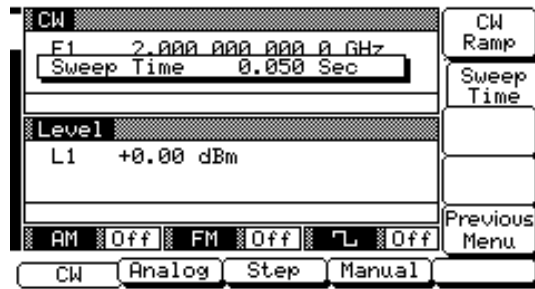 CW
F1 2.000 000 000 0 GHz
Sweep Time 0.050 Sec
Level
L1 +0.00 dBm
AM Off FM Off Off
CW Analog Step Manual
CW
Ramp
Sweep
Time
Previous
Menu